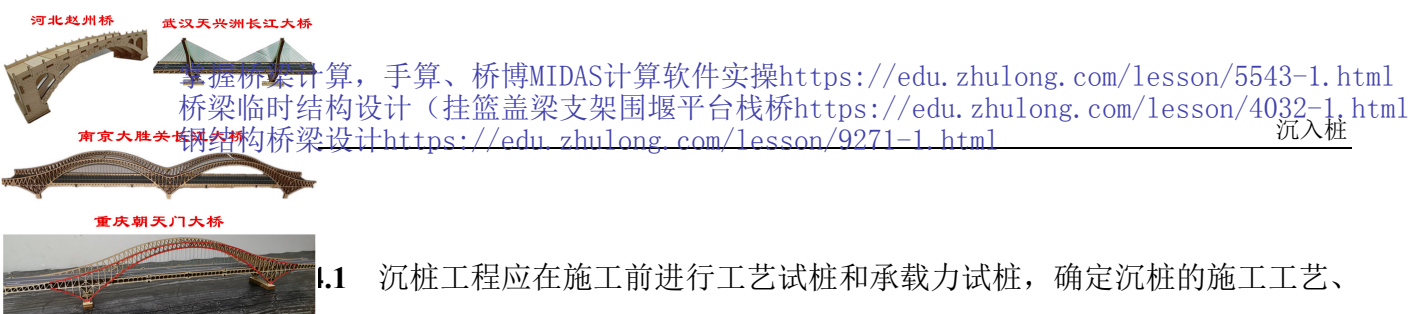 河北赵州桥
武汉天兴洲长江大桥
掌握桥梁计算，手算、桥博MIDAS计算软件实操https://edu.zhulong.com/lesson/5543-1.html
桥梁临时结构设计（挂篮盖梁支架围堰平台栈桥https://edu.zhulong.com/lesson/4032-1.html
南京大胜关长江大桥
钢结构桥梁设计https://edu.zhulong.com/lesson/9271-1.html
沉入桩
重庆朝天门大桥
.1 沉桩工程应在施工前进行工艺试桩和承载力试桩，确定沉桩的施工工艺、